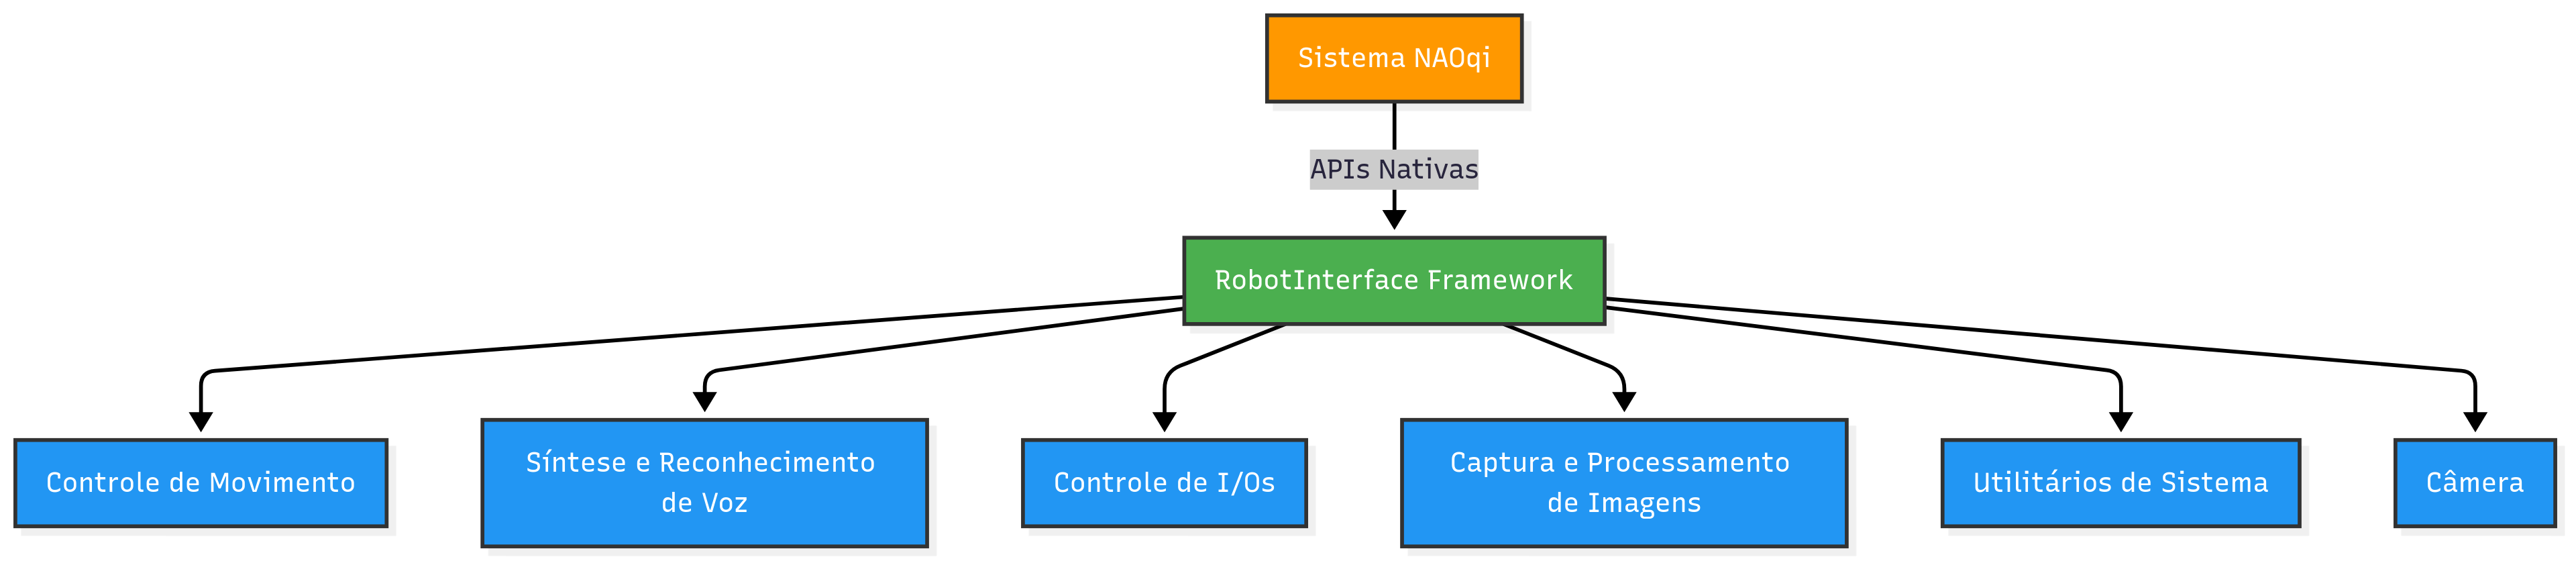 Sistema NAOqi
APIs Nativas
RobotInterface Framework
Controle de Movimento
Síntese e Reconhecimento
de Voz
Controle de I/Os
Captura e Processamento
de Imagens
Utilitários de Sistema
Câmera